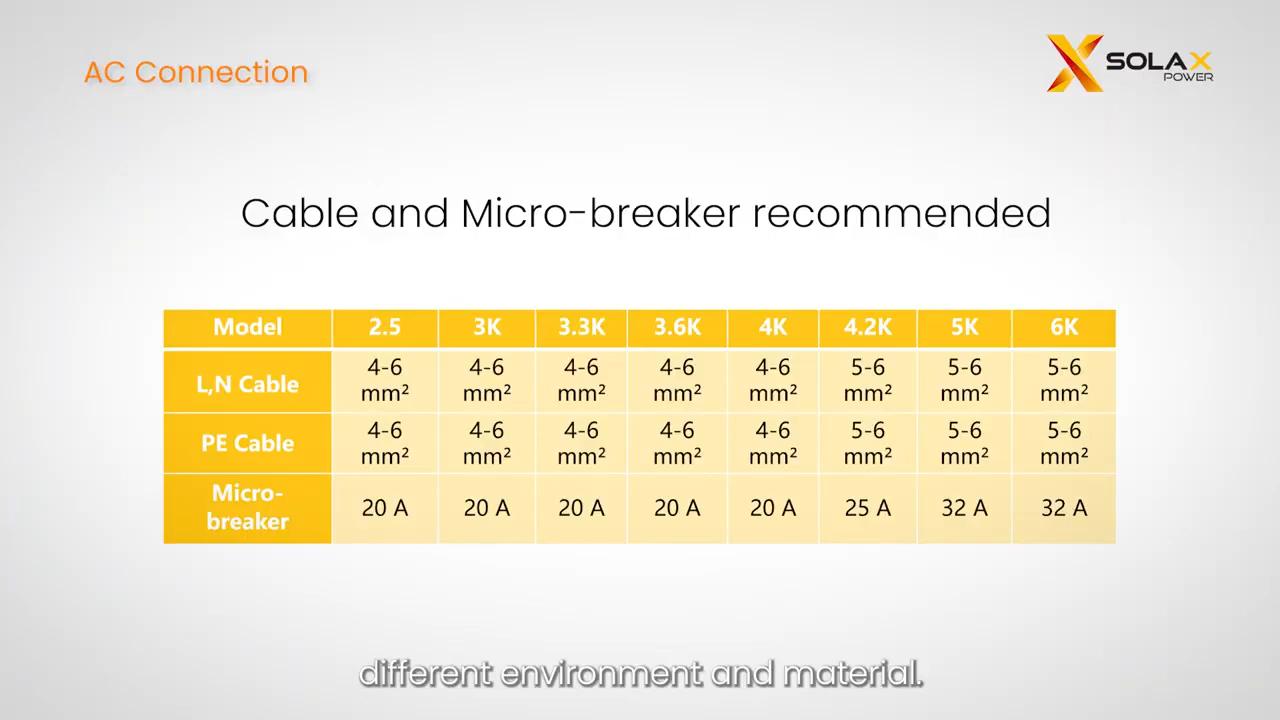 AC Connection
SOLAX
POWER
Cable and Micro-breaker recommended
Model 2.5 3K 3.3K 3.6K 4K 4.2K 5K 6K
L,N Cable 4-6 mm² 4-6 mm² 4-6 mm² 4-6 mm² 4-6 mm² 5-6 mm² 5-6 mm² 5-6 mm²
PE Cable 4-6 mm² 4-6 mm² 4-6 mm² 4-6 mm² 4-6 mm² 5-6 mm² 5-6 mm² 5-6 mm²
Micro-breaker 20 A 20 A 20 A 20 A 20 A 25 A 32 A 32 A
different environment and material.